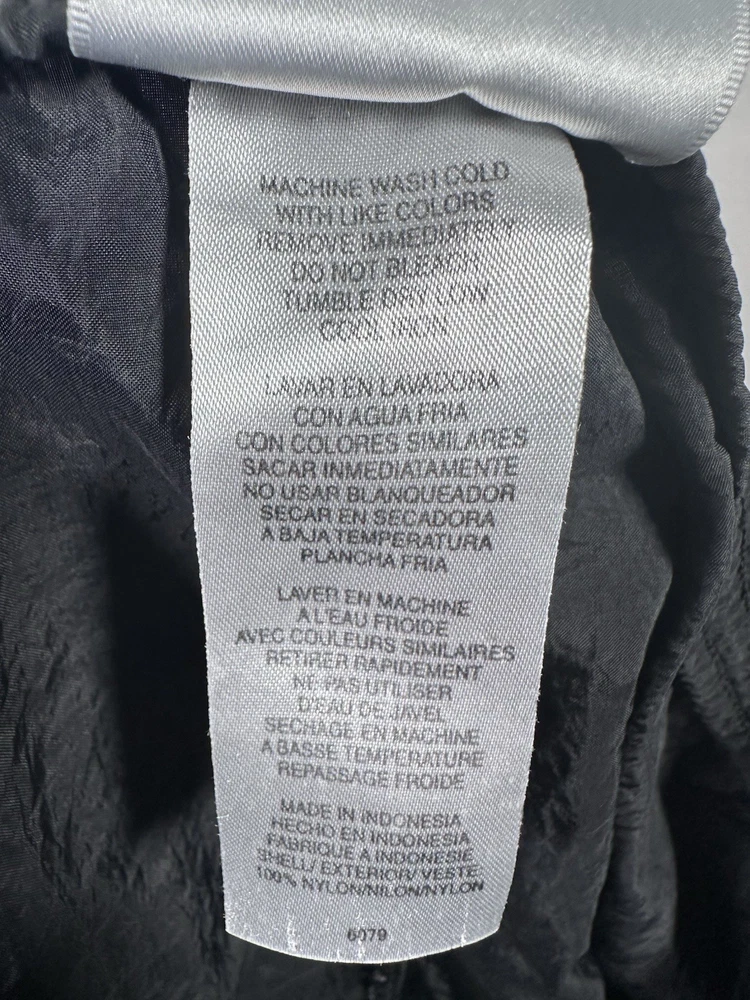 MACHINE WASH COLD
WITH LIKE COLORS
REMOVE IMMEDIATELY
DO NOT BLEACH
TUMBLE DRY LOW
COOL IRON
LAVAR EN LAVADORA
CON AGUA FRIA
CON COLORES SIMILARES
SACAR INMEDIATAMENTE
NO USAR BLANQUEADOR
SECAR EN SECADORA
A BAJA TEMPERATURA
PLANCHA FRIA
LAVER EN MACHINE
A L'EAU FROIDE
AVEC COULEURS SIMILAIRES
RETIRER RAPIDEMENT
NE PAS UTILISER
D'EAU DE JAVEL
SECHAGE EN MACHINE
A BASSE TEMPERATURE
REPASSAGE FROIDE
MADE IN INDONESIA
HECHO EN INDONESIA
FABRIQUE A INDONESIE
SHELL/ EXTERIOR/ VESTE
100% NYLON/NILON/NYLON
6079